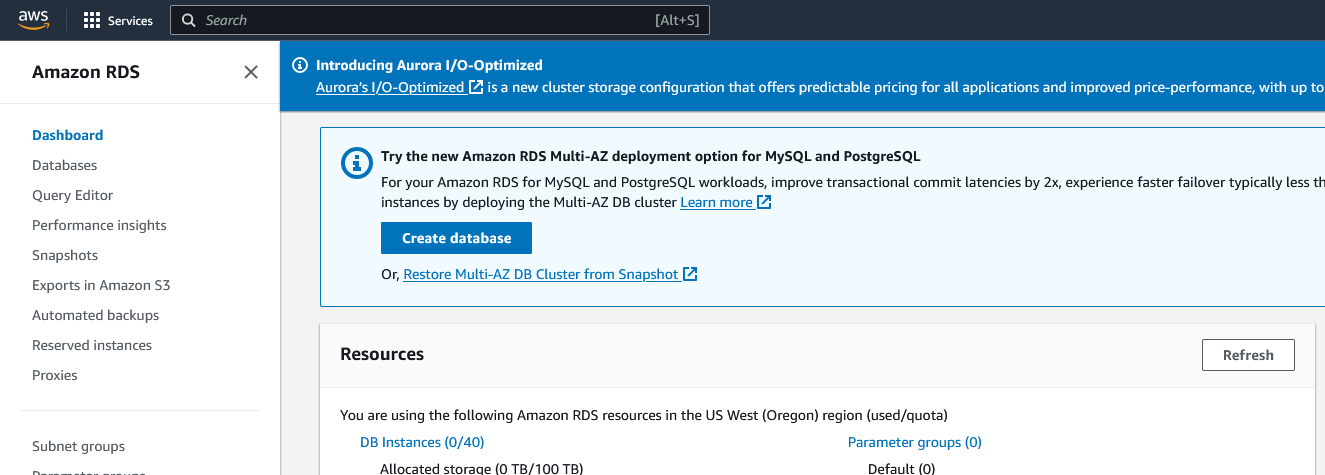 aws
Services
Search
[Alt+S]
Amazon RDS
Dashboard
Databases
Query Editor
Performance insights
Snapshots
Exports in Amazon S3
Automated backups
Reserved instances
Proxies
Subnet groups
Parameter groups
Introducing Aurora I/O-Optimized
Aurora's I/O-Optimized is a new cluster storage configuration that offers predictable pricing for all applications and improved price-performance, with up to
Try the new Amazon RDS Multi-AZ deployment option for MySQL and PostgreSQL
For your Amazon RDS for MySQL and PostgreSQL workloads, improve transactional commit latencies by 2x, experience faster failover typically less th
instances by deploying the Multi-AZ DB cluster Learn more
Create database
Or, Restore Multi-AZ DB Cluster from Snapshot
Resources
Refresh
You are using the following Amazon RDS resources in the US West (Oregon) region (used/quota)
DB Instances (0/40)
Parameter groups (0)
Allocated storage (0 TB/100 TB)
Default (0)